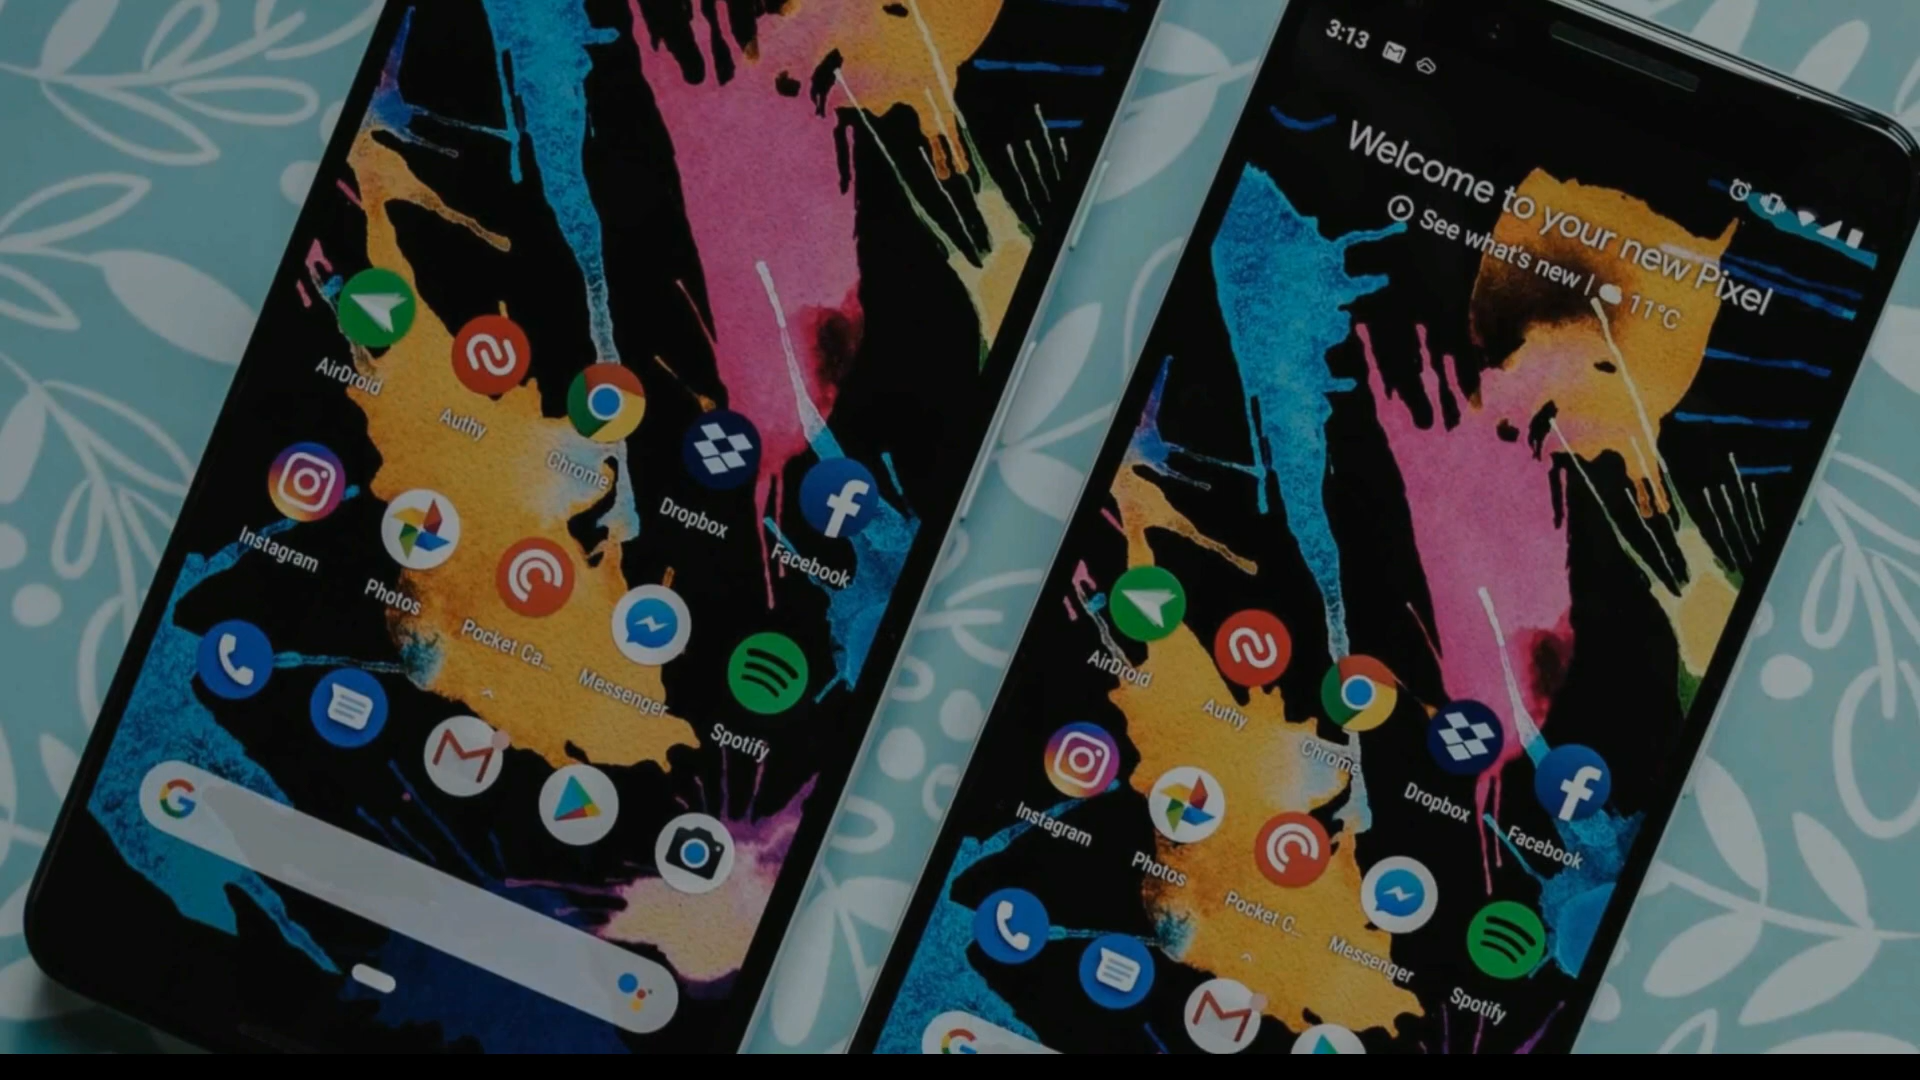 AirDroid
Authy
Chrome
Dropbox
Facebook
Instagram
Photos
Pocket Ca...
Messenger
Spotify
3:13
Welcome to your new Pixel
See what's new | 11°C
AirDroid
Authy
Chrome
Dropbox
Facebook
Instagram
Photos
Pocket C...
Messenger
Spotify